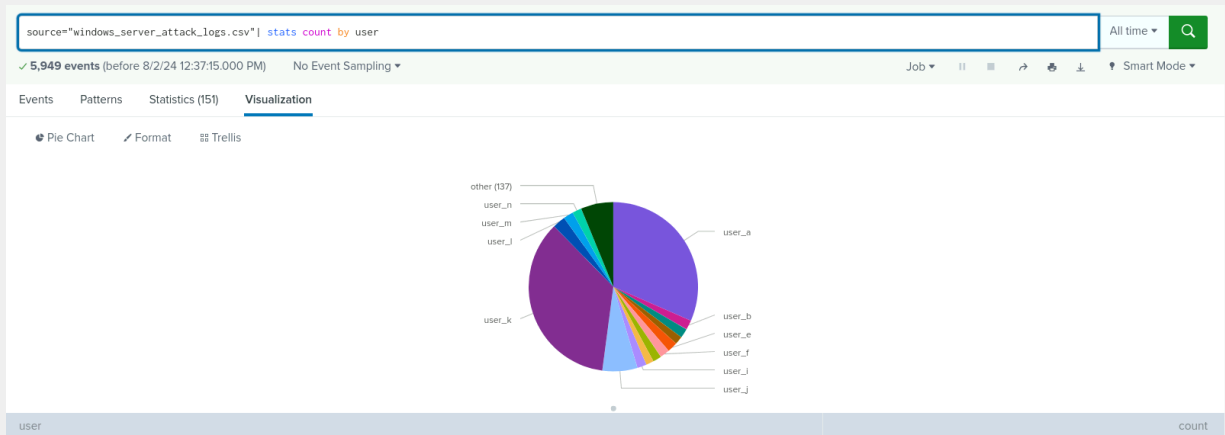 source="windows_server_attack_logs.csv"| stats count by user
All time
5,949 events (before 8/2/24 12:37:15.000 PM)
No Event Sampling
Job
Smart Mode
Events
Patterns
Statistics (151)
Visualization
Pie Chart
Format
Trellis
other (137)
user_n
user_m
user_l
user_k
user_a
user_b
user_e
user_f
user_i
user_j
user
count